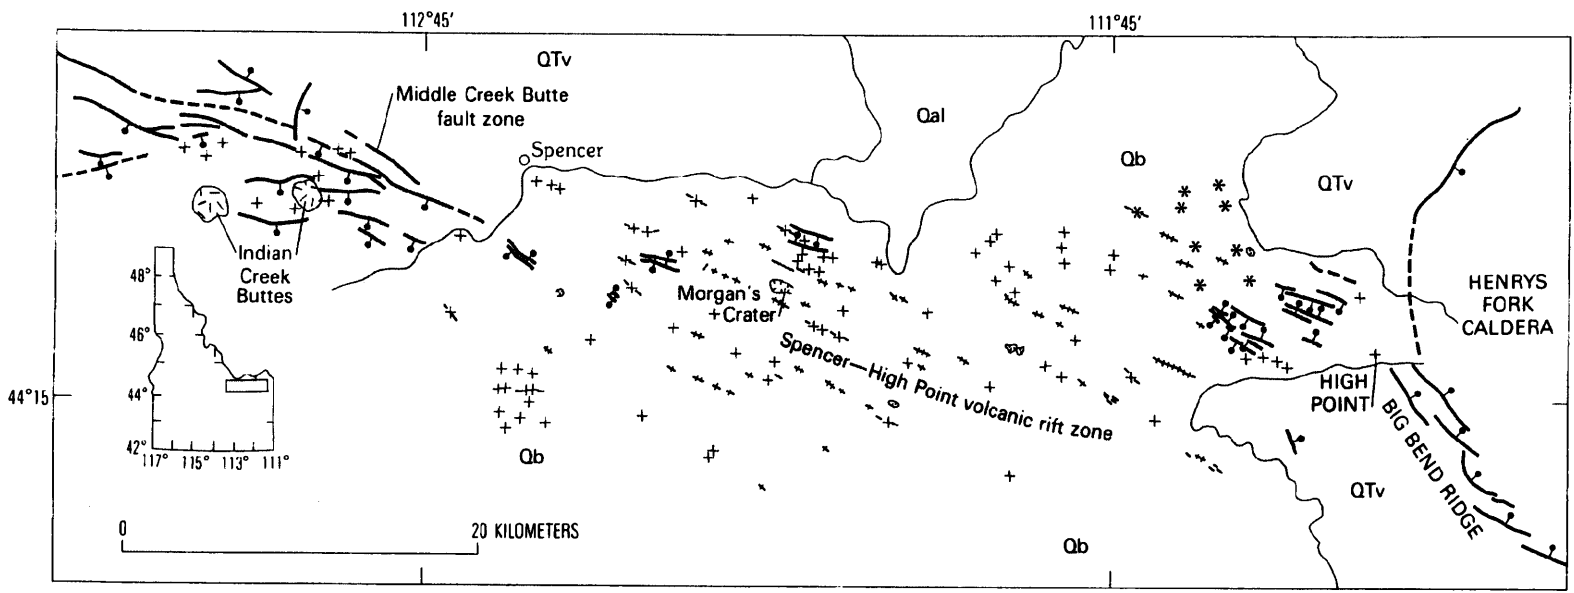 112°45′
111°45′
QTv
Middle Creek Butte
fault zone
Qal
Qb
QTv
Spencer
Indian
Creek
Buttes
Morgan's
Crater
HENRYS
FORK
CALDERA
Spencer—High Point volcanic rift zone
HIGH
POINT
BIG BEND RIDGE
44°15
48°
46°
44°
42°
117° 115° 113° 111°
Qb
QTv
0 20 KILOMETERS
Qb